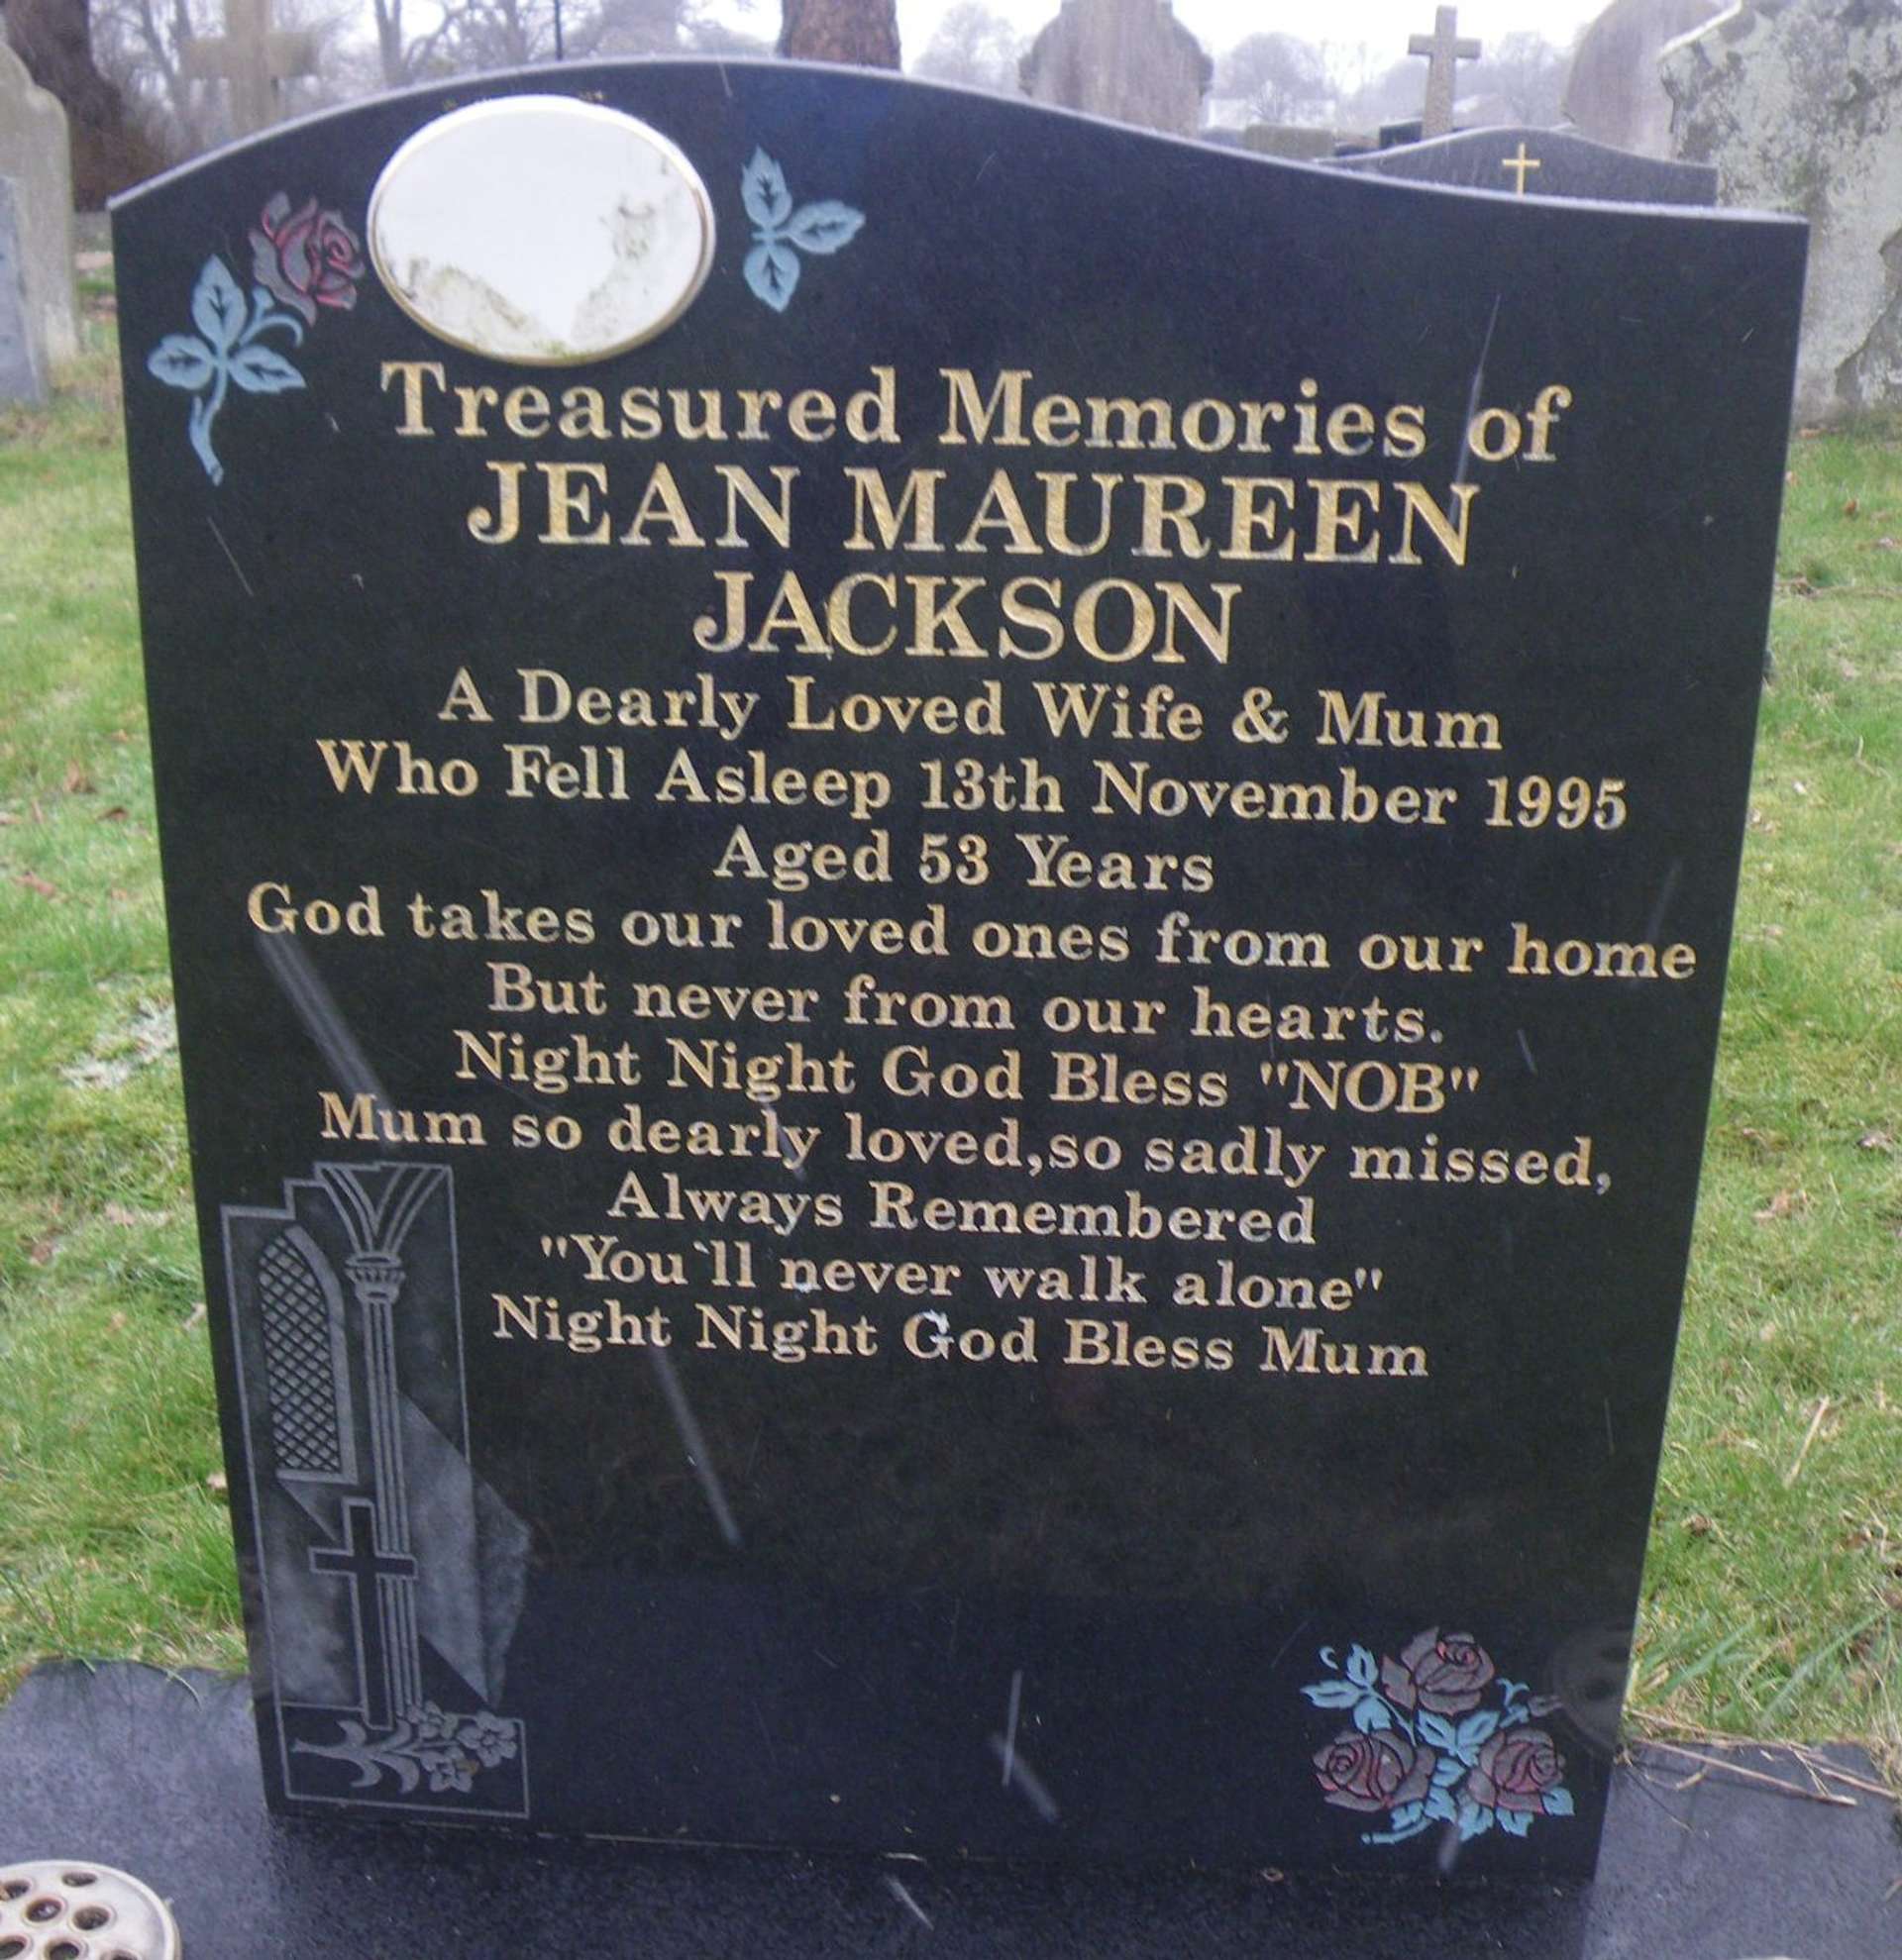 Treasured Memories of
JEAN MAUREEN
JACKSON
A Dearly Loved Wife & Mum
Who Fell Asleep 13th November 1995
Aged 53 Years
God takes our loved ones from our home
But never from our hearts.
Night Night God Bless "NOB"
Mum so dearly loved,so sadly missed,
Always Remembered
"You`ll never walk alone"
Night Night God Bless Mum